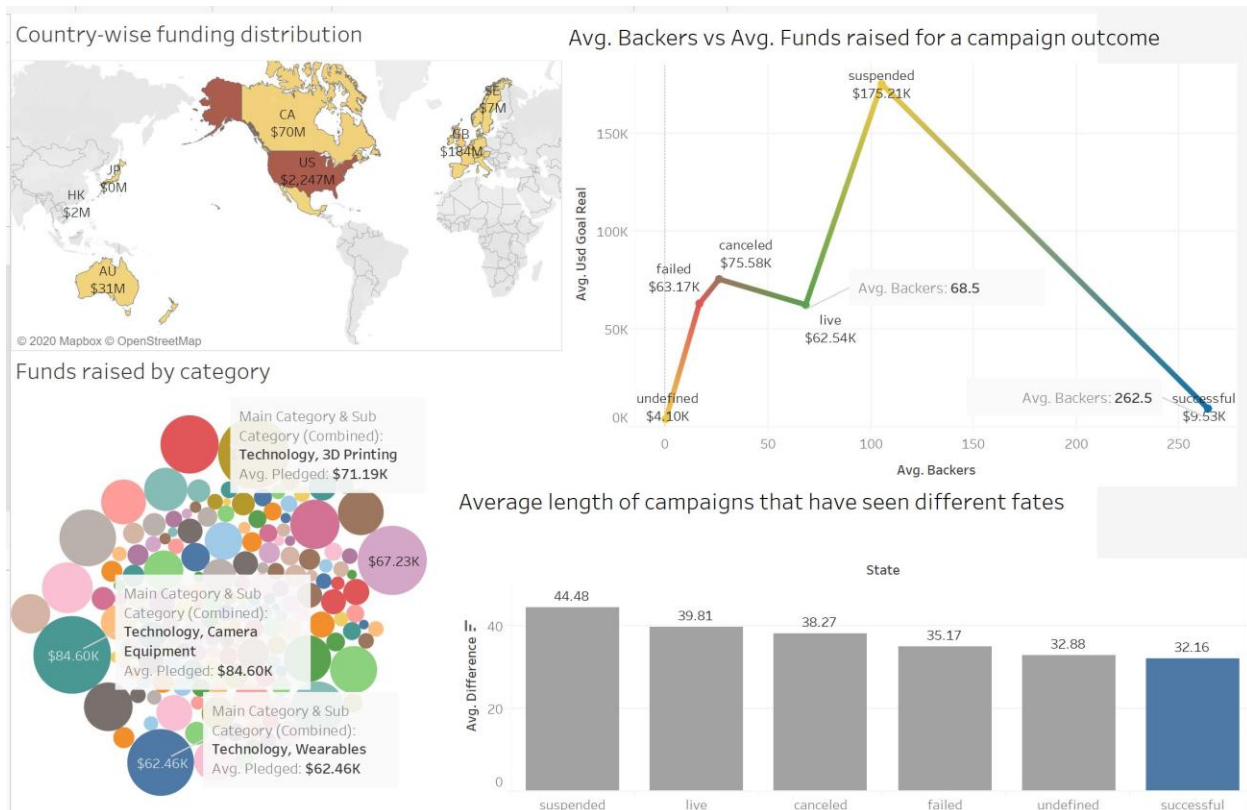 Country-wise funding distribution
CA
$70M
US
$2,247M
SE
$7M
GB
$184M
JP
$0M
HK
$2M
AU
$31M
© 2020 Mapbox © OpenStreetMap
Avg. Backers vs Avg. Funds raised for a campaign outcome
Avg. Usd Goal Real
150K
100K
50K
0K
suspended
$175.21K
canceled
$75.58K
failed
$63.17K
Avg. Backers: 68.5
live
$62.54K
undefined
$4.10K
Avg. Backers: 262.5
successful
$9.53K
0
50
100
150
200
250
Avg. Backers
Funds raised by category
Main Category & Sub
Category (Combined):
Technology, 3D Printing
Avg. Pledged: $71.19K
$67.23K
Main Category & Sub
Category (Combined):
Technology, Camera
Equipment
Avg. Pledged: $84.60K
$84.60K
Main Category & Sub
Category (Combined):
Technology, Wearables
Avg. Pledged: $62.46K
$62.46K
Average length of campaigns that have seen different fates
State
Avg. Difference
40
20
0
44.48
39.81
38.27
35.17
32.88
32.16
suspended
live
canceled
failed
undefined
successful